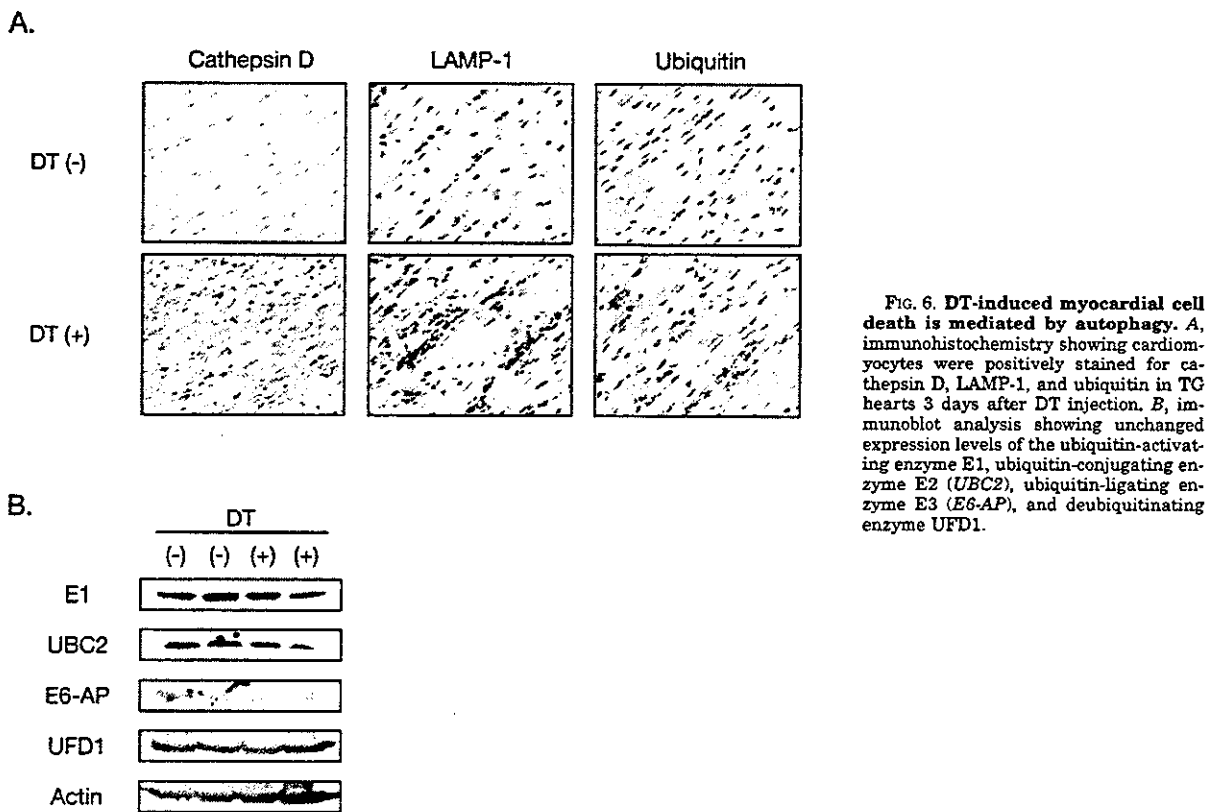 A.
Cathepsin D LAMP-1 Ubiquitin
DT (-)
DT (+)
B.
DT
(-) (-) (+) (+)
E1
UBC2
E6-AP
UFD1
Actin
FIG. 6. DT-induced myocardial cell
death is mediated by autophagy. A,
immunohistochemistry showing cardiom-
yocytes were positively stained for ca-
thepsin D, LAMP-1, and ubiquitin in TG
hearts 3 days after DT injection. B, im-
munoblot analysis showing unchanged
expression levels of the ubiquitin-activat-
ing enzyme E1, ubiquitin-conjugating en-
zyme E2 (UBC2), ubiquitin-ligating en-
zyme E3 (E6-AP), and deubiquitinating
enzyme UFD1.